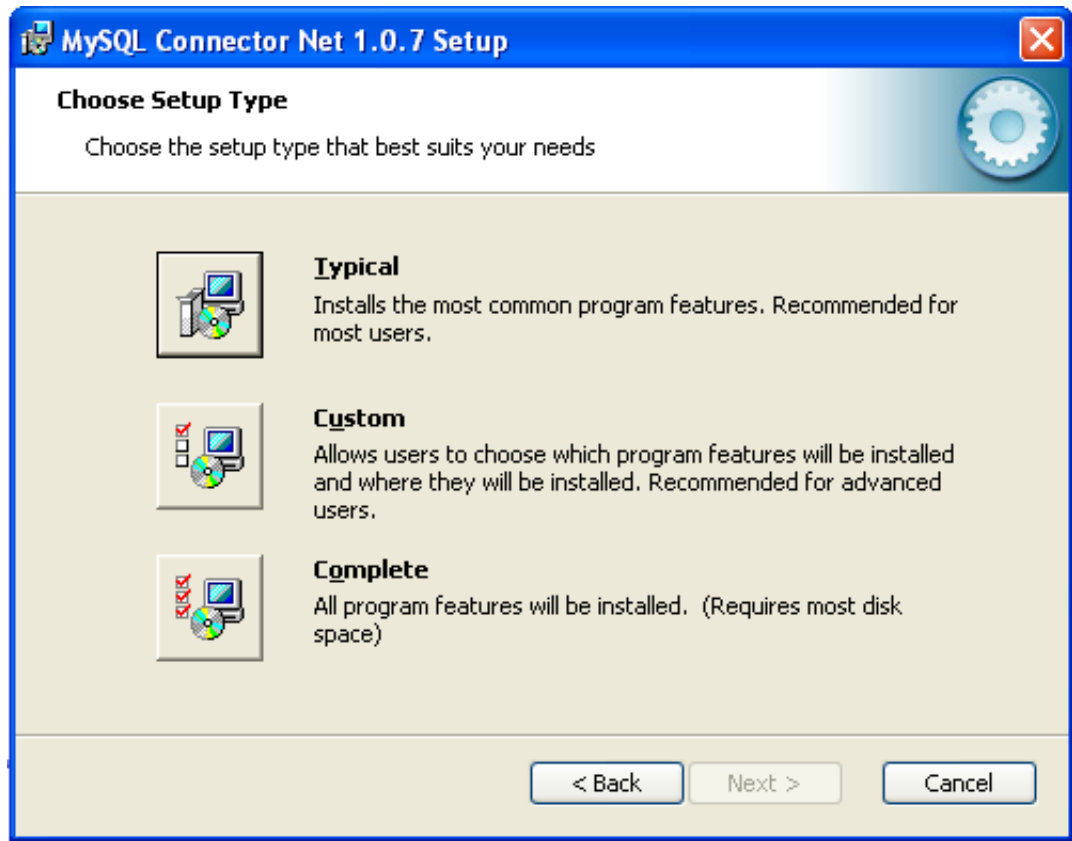 MySQL Connector Net 1.0.7 Setup
Choose Setup Type
Choose the setup type that best suits your needs
Typical
Installs the most common program features. Recommended for
most users.
Custom
Allows users to choose which program features will be installed
and where they will be installed. Recommended for advanced
users.
Complete
All program features will be installed.  (Requires most disk
space)
< Back
Next >
Cancel